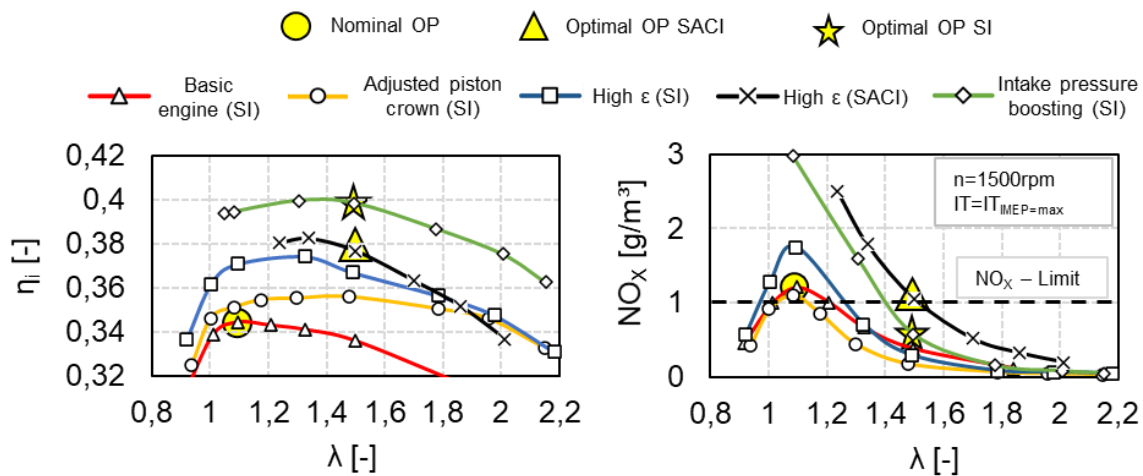 Nominal OP
Optimal OP SACI
Optimal OP SI
Basic
engine (SI)
Adjusted piston
crown (SI)
High ε (SI)
High ε (SACI)
Intake pressure
boosting (SI)
0,42
0,4
0,38
0,36
0,34
0,32
ηi [-]
0,8 1 1,2 1,4 1,6 1,8 2 2,2
λ [-]
3
2
1
0
NOX [g/m³]
n=1500rpm
IT=ITIMEP=max
NOX – Limit
0,8 1 1,2 1,4 1,6 1,8 2 2,2
λ [-]